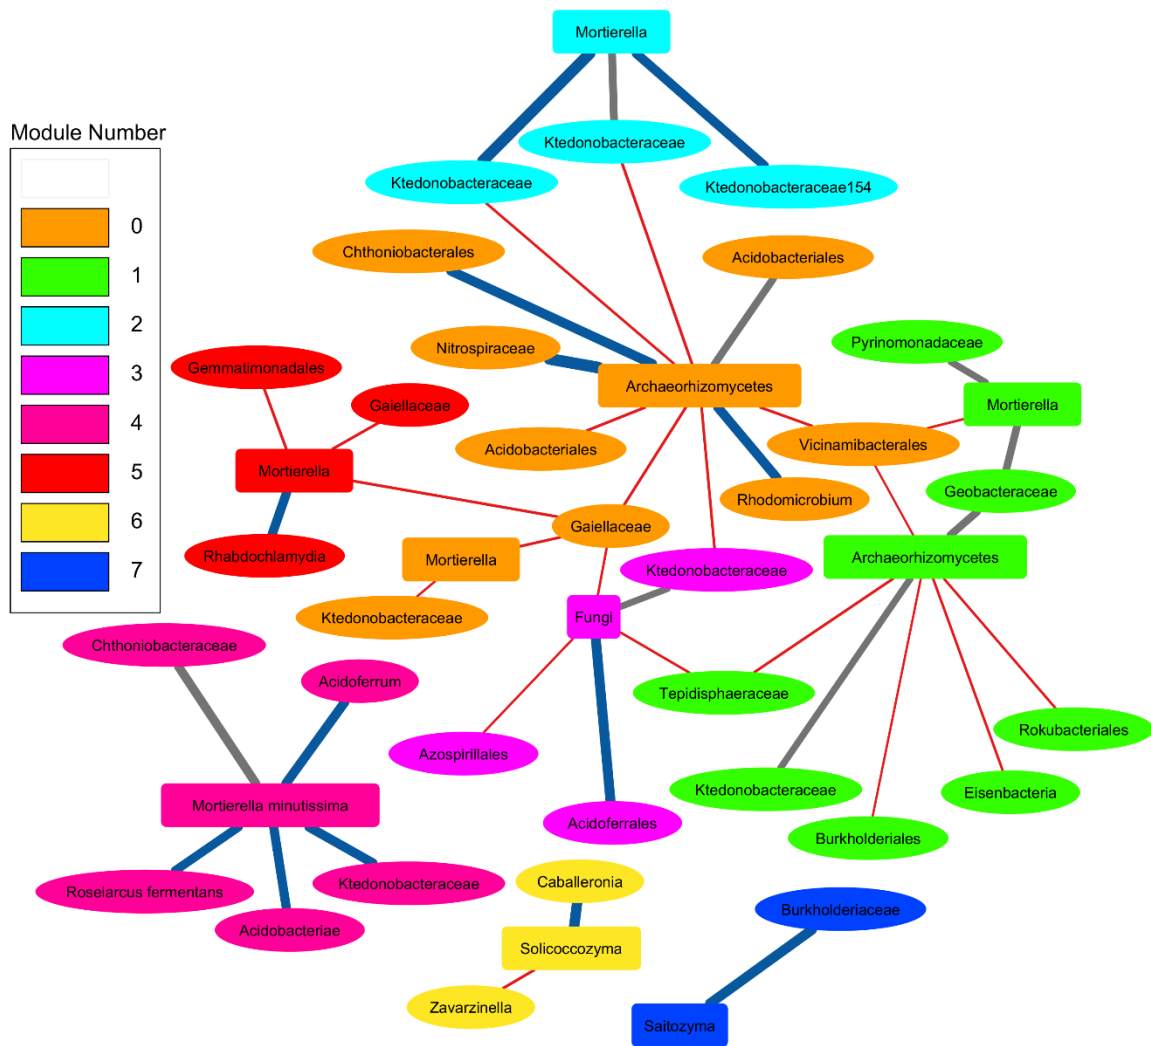 Mortierella
Ktedonobacteraceae
Ktedonobacteraceae
Ktedonobacteraceae154
Module Number
0
1
2
3
4
5
6
7
Chthoniobacterales
Acidobacteriales
Nitrospiraceae
Pyrinomonadaceae
Gemmatimonadales
Archaeorhizomycetes
Gaiellaceae
Mortierella
Acidobacteriales
Vicinamibacterales
Mortierella
Rhodomicrobium
Geobacteraceae
Gaiellaceae
Rhabdochlamydia
Mortierella
Ktedonobacteraceae
Archaeorhizomycetes
Ktedonobacteraceae
Fungi
Chthoniobacteraceae
Acidoferrum
Tepidisphaeraceae
Rokubacteriales
Azospirillales
Ktedonobacteraceae
Eisenbacteria
Mortierella minutissima
Acidoferrales
Burkholderiales
Roseiarcus fermentans
Ktedonobacteraceae
Caballeronia
Acidobacteriae
Burkholderiaceae
Solicoccozyma
Zavarzinella
Saitozyma